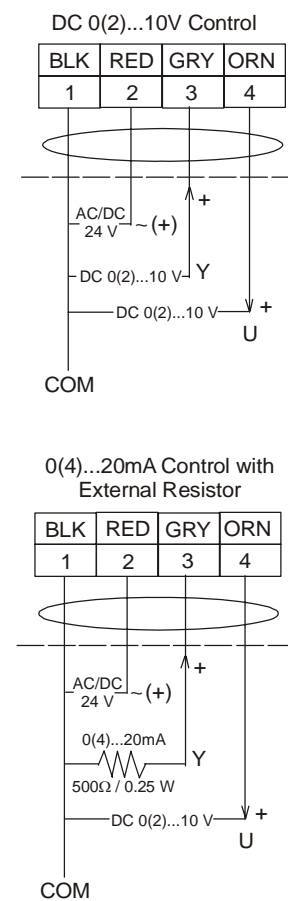 DC 0(2)...10V Control
BLK RED GRY ORN
1 2 3 4
+
AC/DC
24 V ~ (+)
DC 0(2)...10 V Y
DC 0(2)...10 V +
U
COM
0(4)...20mA Control with
External Resistor
BLK RED GRY ORN
1 2 3 4
+
AC/DC
24 V ~ (+)
0(4)...20mA
Y
500Ω / 0.25 W
DC 0(2)...10 V +
U
COM